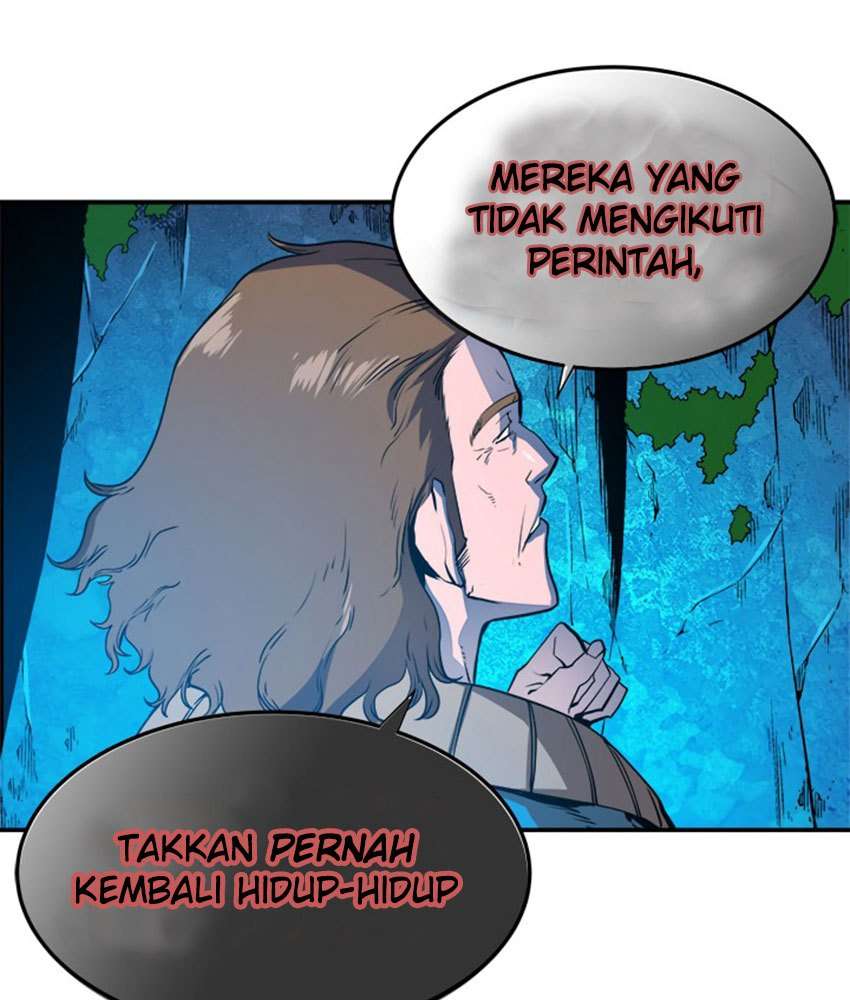 MEREKA YANG
TIDAK MENGIKUTI
PERINTAH,
TAKKAN PERNAH
KEMBALI HIDUP-HIDUP